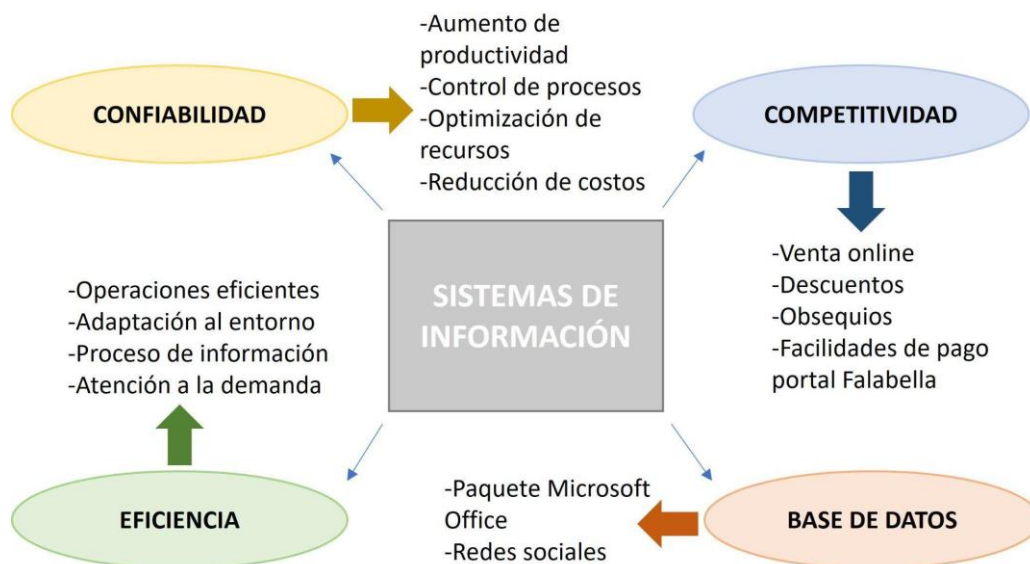 CONFIABILIDAD
-Aumento de
productividad
-Control de procesos
-Optimización de
recursos
-Reducción de costos
COMPETITIVIDAD
-Venta online
-Descuentos
-Obsequios
-Facilidades de pago
portal Falabella
SISTEMAS DE
INFORMACIÓN
-Operaciones eficientes
-Adaptación al entorno
-Proceso de información
-Atención a la demanda
EFICIENCIA
-Paquete Microsoft
Office
-Redes sociales
BASE DE DATOS